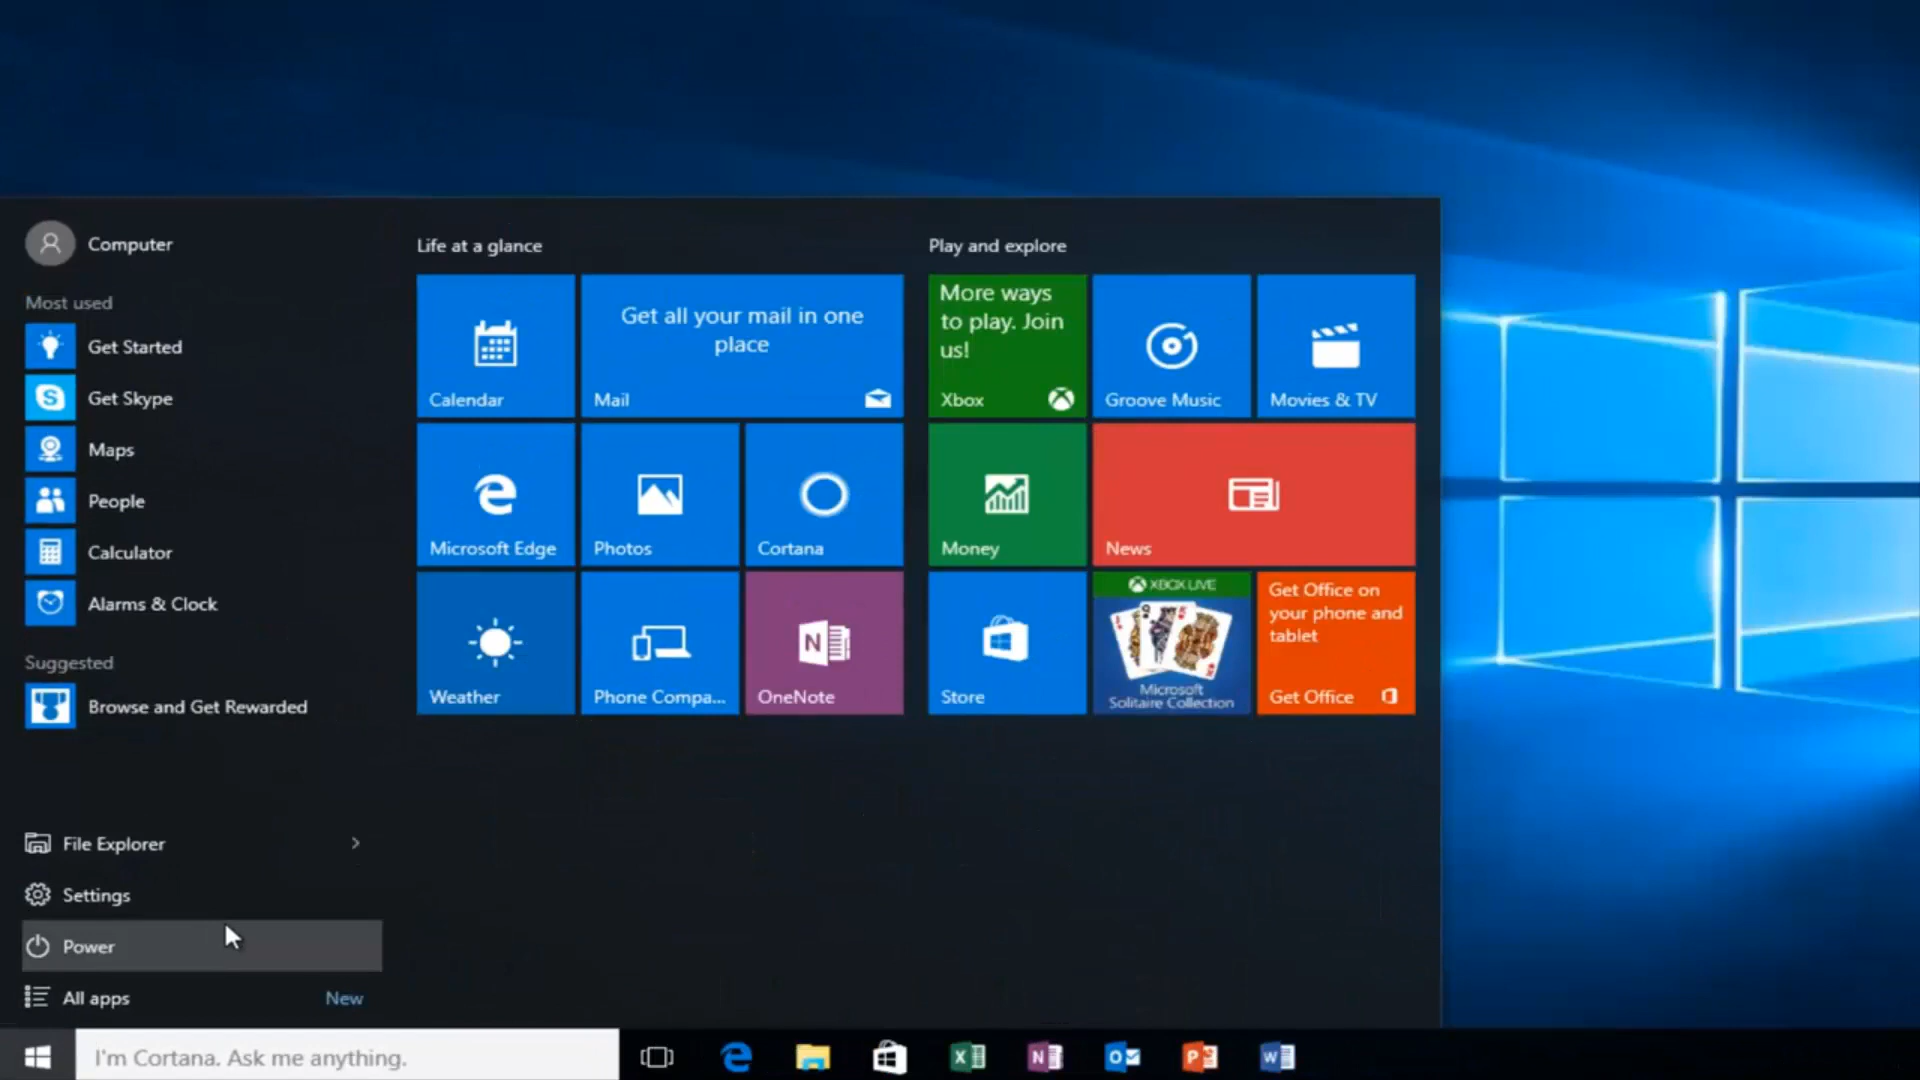 Computer
Most used
Get Started
Get Skype
Maps
People
Calculator
Alarms & Clock
Suggested
Browse and Get Rewarded
File Explorer
Settings
Power
All apps
New
Life at a glance
Calendar
Get all your mail in one
place
Mail
Microsoft Edge
Photos
Cortana
Weather
Phone Compa...
N
OneNote
Play and explore
More ways
to play. Join
us!
Xbox
Groove Music
Movies & TV
Money
News
Store
XBOX LIVE
Microsoft
Solitaire Collection
Get Office on
your phone and
tablet
Get Office
I'm Cortana. Ask me anything.